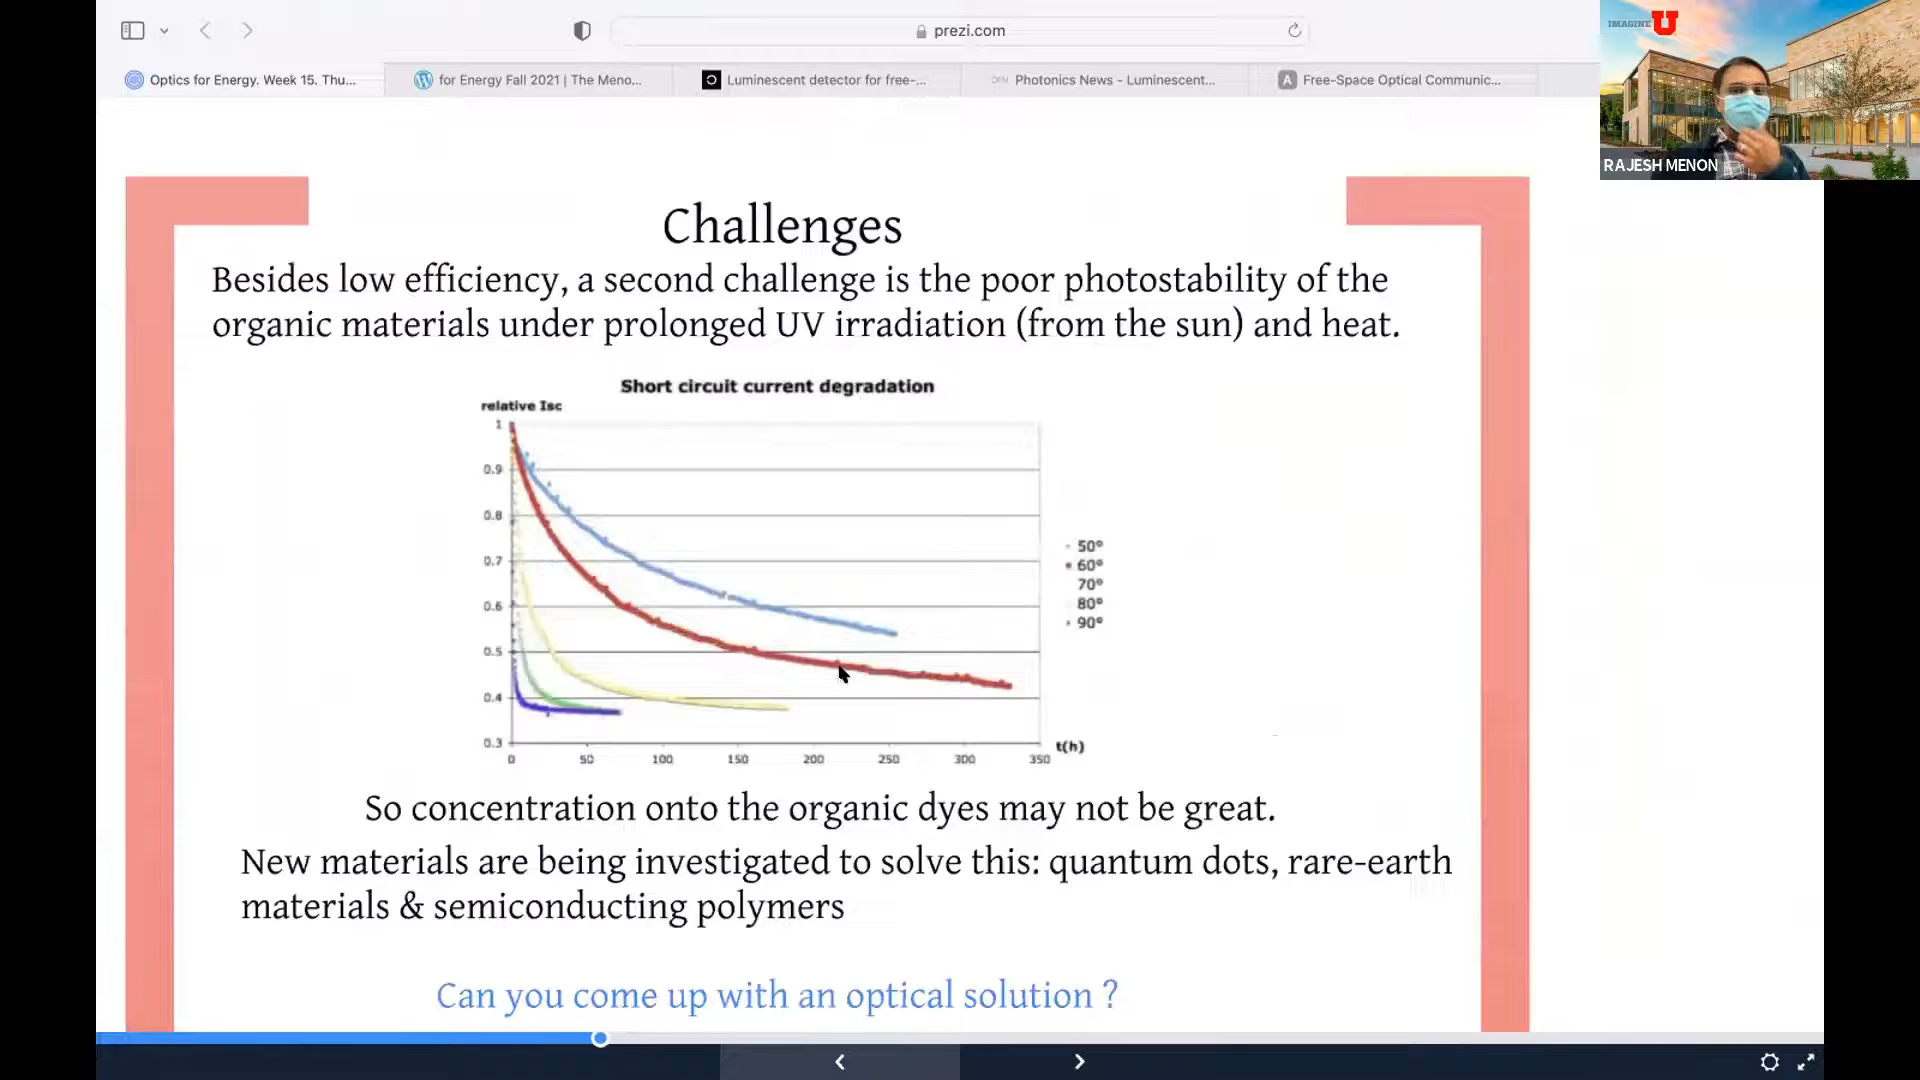 prezi.com
Optics for Energy. Week 15. Thu...
for Energy Fall 2021 | The Meno...
Luminescent detector for free-...
Photonics News - Luminescent...
Free-Space Optical Communic...
IMAGINE U
RAJESH MENON
Challenges
Besides low efficiency, a second challenge is the poor photostability of the
organic materials under prolonged UV irradiation (from the sun) and heat.
Short circuit current degradation
relative Isc
1
0.9
0.8
0.7
0.6
0.5
0.4
0.3
0 50 100 150 200 250 300 350
t(h)
50º
60º
70º
80º
90º
So concentration onto the organic dyes may not be great.
New materials are being investigated to solve this: quantum dots, rare-earth
materials & semiconducting polymers
Can you come up with an optical solution ?